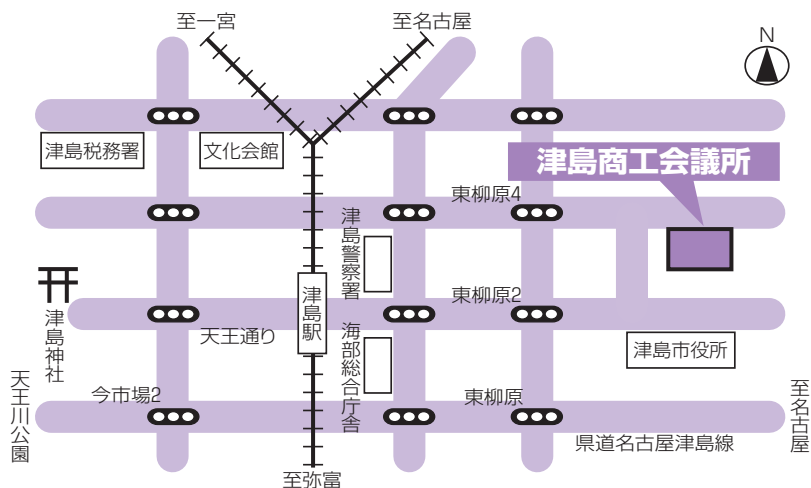 至一宮
至名古屋
N
津島税務署
文化会館
津島商工会議所
東柳原4
津島警察署
津島神社
津島駅
天王通り
東柳原2
海部総合庁舎
津島市役所
天王川公園
今市場2
東柳原
県道名古屋津島線
至名古屋
至弥富